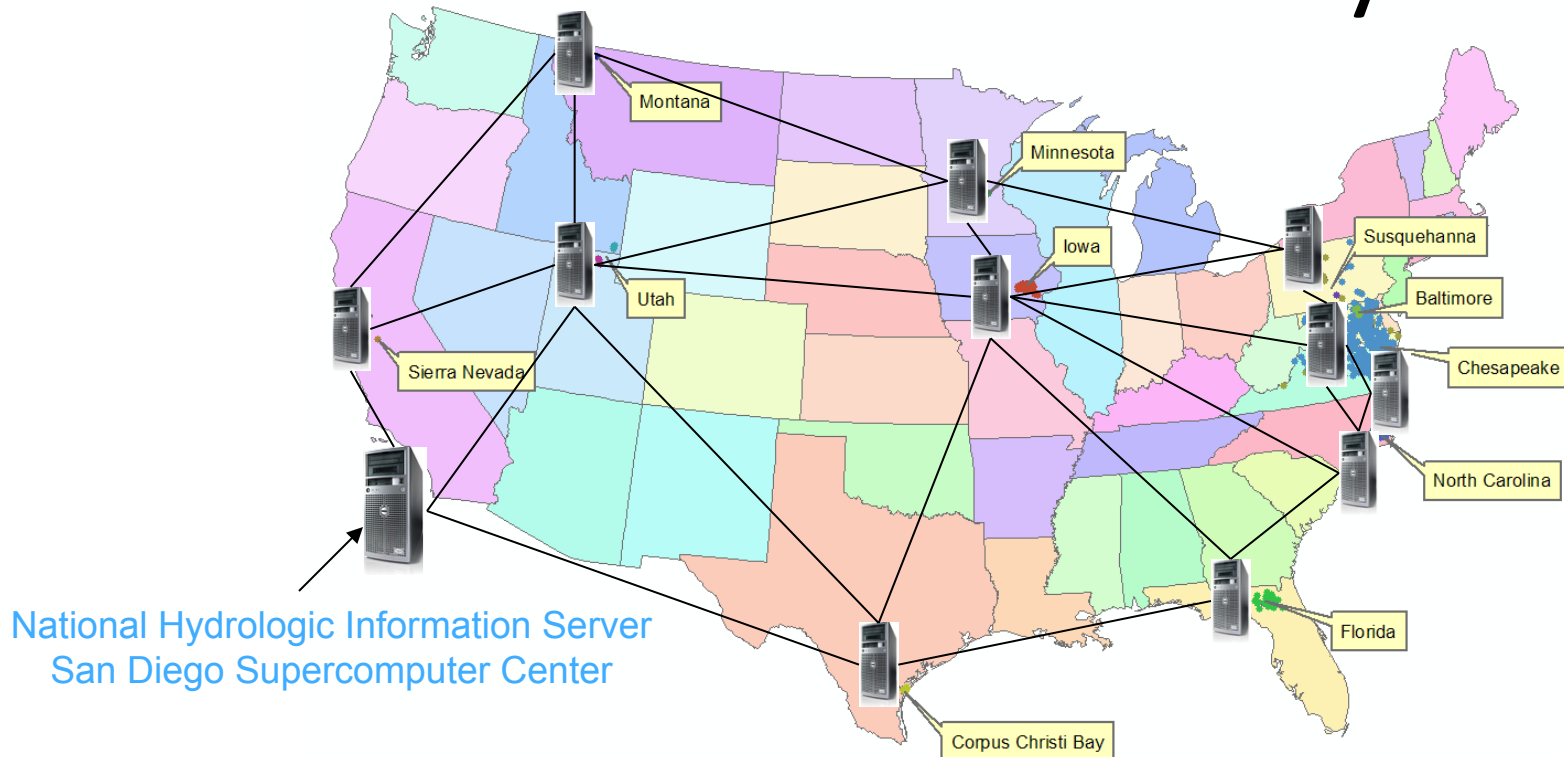 Montana
Minnesota
Susquehanna
Iowa
Utah
Baltimore
Chesapeake
Sierra Nevada
North Carolina
National Hydrologic Information Server
San Diego Supercomputer Center
Florida
Corpus Christi Bay